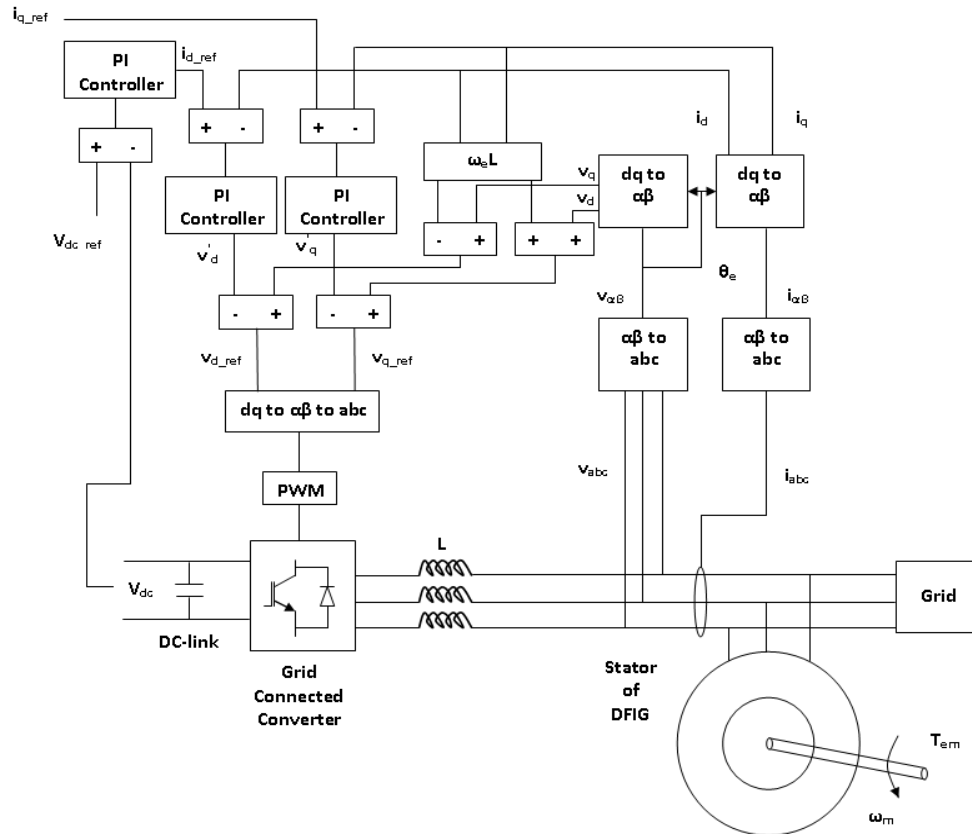 i_q_ref
PI
Controller
i_d_ref
+ -
+ -
+ -
i_d
i_q
ω_eL
v_q
v_d
dq to
αβ
dq to
αβ
PI
Controller
PI
Controller
- +
+ +
V_dc_ref
v'_d
v'_q
θ_e
v_αβ
i_αβ
- +
- +
αβ to
abc
αβ to
abc
v_d_ref
v_q_ref
dq to αβ to abc
v_abc
i_abc
PWM
L
V_dc
Grid
DC-link
Grid
Connected
Converter
Stator
of
DFIG
T_em
ω_m